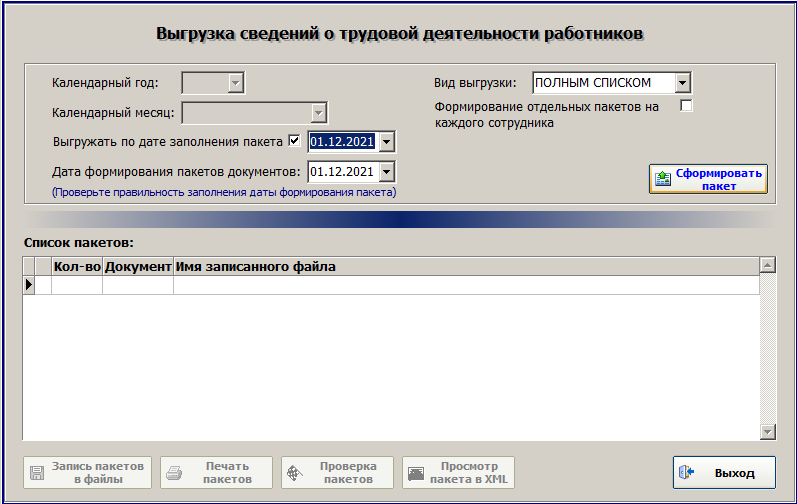 Выгрузка сведений о трудовой деятельности работников
Календарный год:
Вид выгрузки: ПОЛНЫМ СПИСКОМ
Календарный месяц:
Формирование отдельных пакетов на
каждого сотрудника
Выгружать по дате заполнения пакета 01.12.2021
Дата формирования пакетов документов: 01.12.2021
(Проверьте правильность заполнения даты формирования пакета)
Сформировать
пакет
Список пакетов:
Кол-во Документ Имя записанного файла
Запись пакетов
в файлы
Печать
пакетов
Проверка
пакетов
Просмотр
пакета в XML
Выход